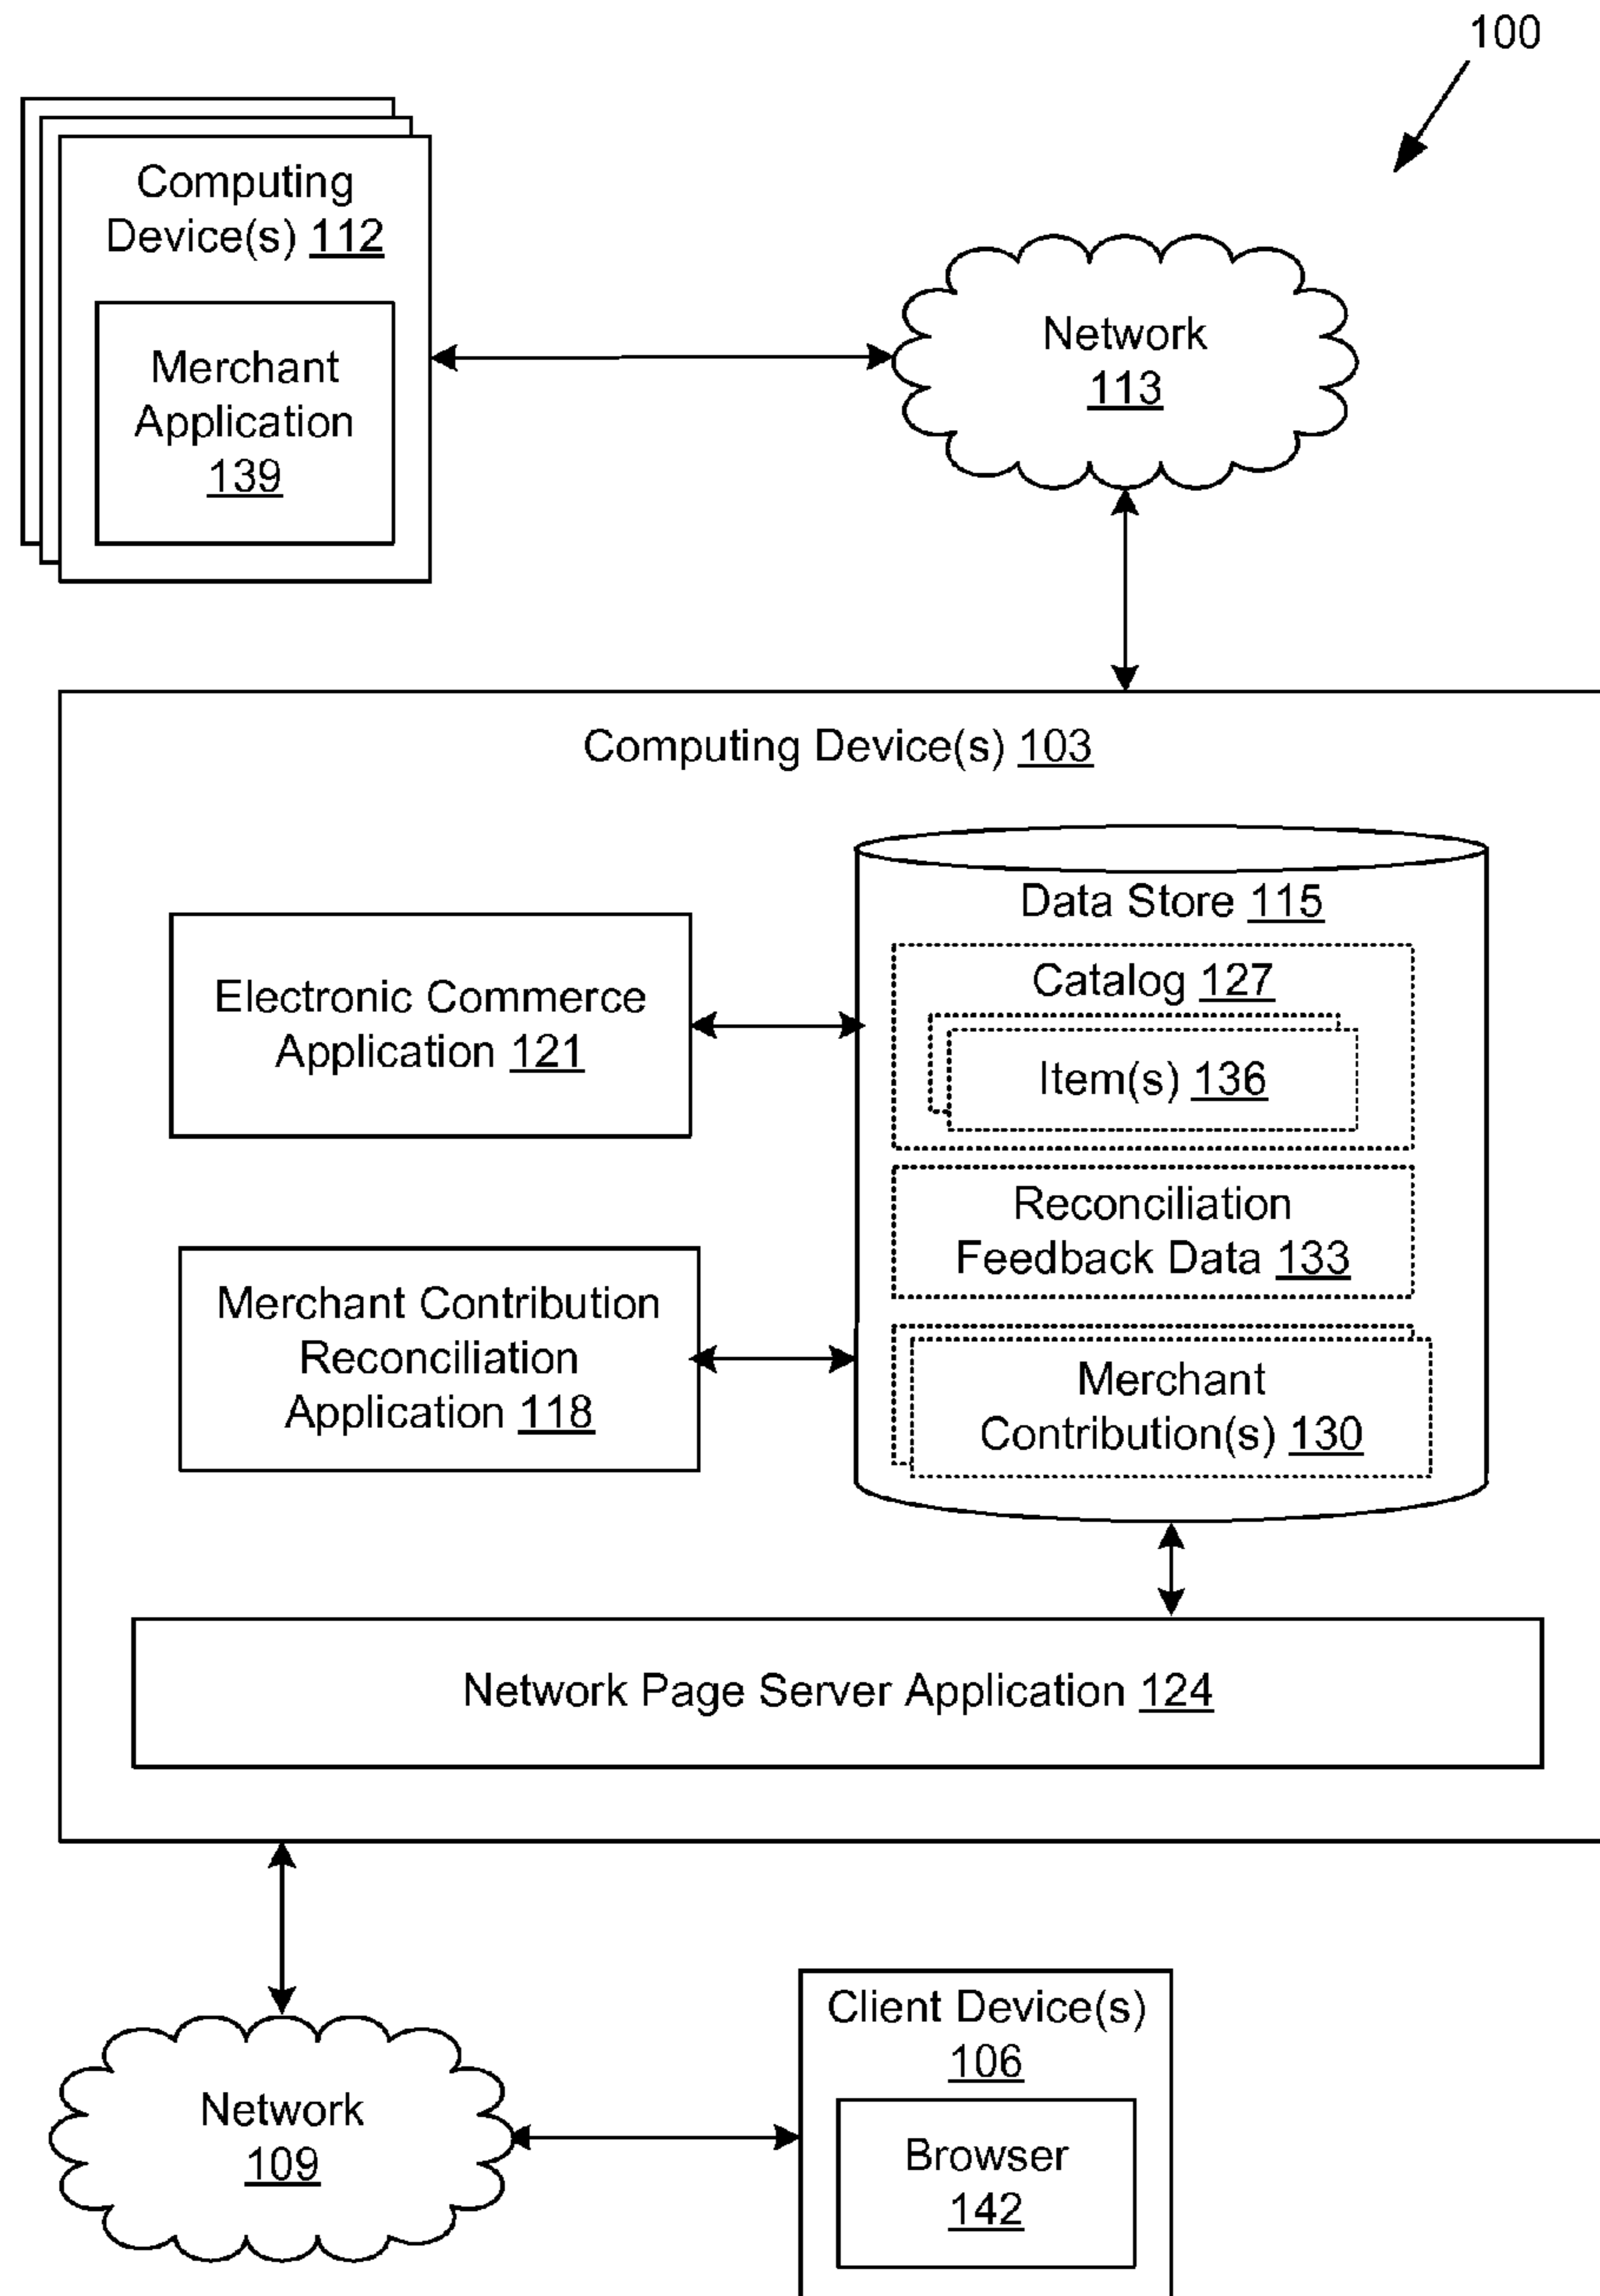 100
Computing
Device(s) 112
Merchant
Application
139
Network
113
Computing Device(s) 103
Data Store 115
Catalog 127
Item(s) 136
Electronic Commerce
Application 121
Reconciliation
Feedback Data 133
Merchant Contribution
Reconciliation
Application 118
Merchant
Contribution(s) 130
Network Page Server Application 124
Client Device(s)
106
Browser
142
Network
109